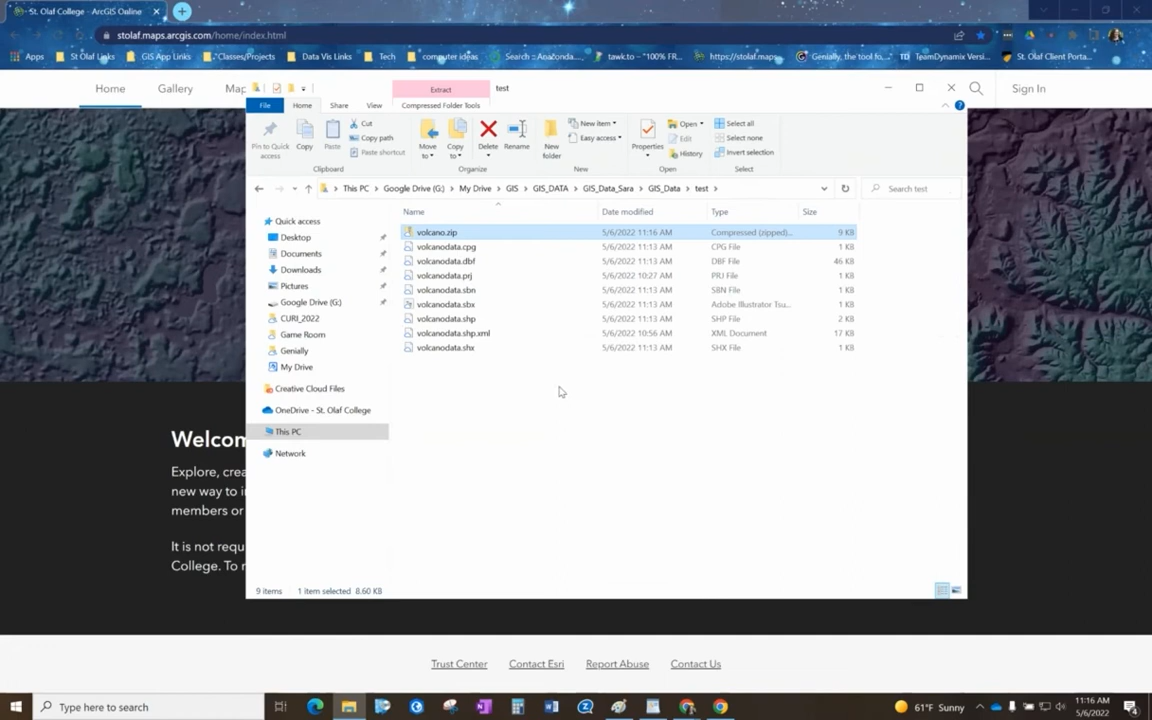 St. Olaf College - ArcGIS Online
stolaf.maps.arcgis.com/home/index.html
Apps
St Olaf Links
GIS App Links
"Classes/Projects
Data Vis Links
Tech
computer ideas
Search :: Anaconda....
tawk.to – "100% FR...
https://stolaf.maps...
Genially, the tool fo...
TeamDynamix Versi...
St. Olaf Client Porta...
Home
Gallery
Map
Sign In
Extract
test
File
Home
Share
View
Compressed Folder Tools
Pin to Quick access
Copy
Paste
Cut
Copy path
Paste shortcut
Clipboard
Move to
Copy to
Delete
Rename
Organize
New folder
New item
Easy access
New
Properties
Open
Edit
History
Open
Select all
Select none
Invert selection
Select
This PC
Google Drive (G:)
My Drive
GIS
GIS_DATA
GIS_Data_Sara
GIS_Data
test
Search test
Name
Date modified
Type
Size
Quick access
Desktop
Documents
Downloads
Pictures
Google Drive (G:)
CURI_2022
Game Room
Genially
My Drive
Creative Cloud Files
OneDrive - St. Olaf College
This PC
Network
volcano.zip 5/6/2022 11:16 AM Compressed (zipped)... 9 KB
volcanodata.cpg 5/6/2022 11:13 AM CPG File 1 KB
volcanodata.dbf 5/6/2022 11:13 AM DBF File 46 KB
volcanodata.prj 5/6/2022 10:27 AM PRJ File 1 KB
volcanodata.sbn 5/6/2022 11:13 AM SBN File 1 KB
volcanodata.sbx 5/6/2022 11:13 AM Adobe Illustrator Tsu... 1 KB
volcanodata.shp 5/6/2022 11:13 AM SHP File 2 KB
volcanodata.shp.xml 5/6/2022 10:56 AM XML Document 17 KB
volcanodata.shx 5/6/2022 11:13 AM SHX File 1 KB
9 items
1 item selected 8.60 KB
Welcom
Explore, crea
new way to i
members or
It is not requ
College. To r
Trust Center
Contact Esri
Report Abuse
Contact Us
Type here to search
61°F Sunny
11:16 AM
5/6/2022
4